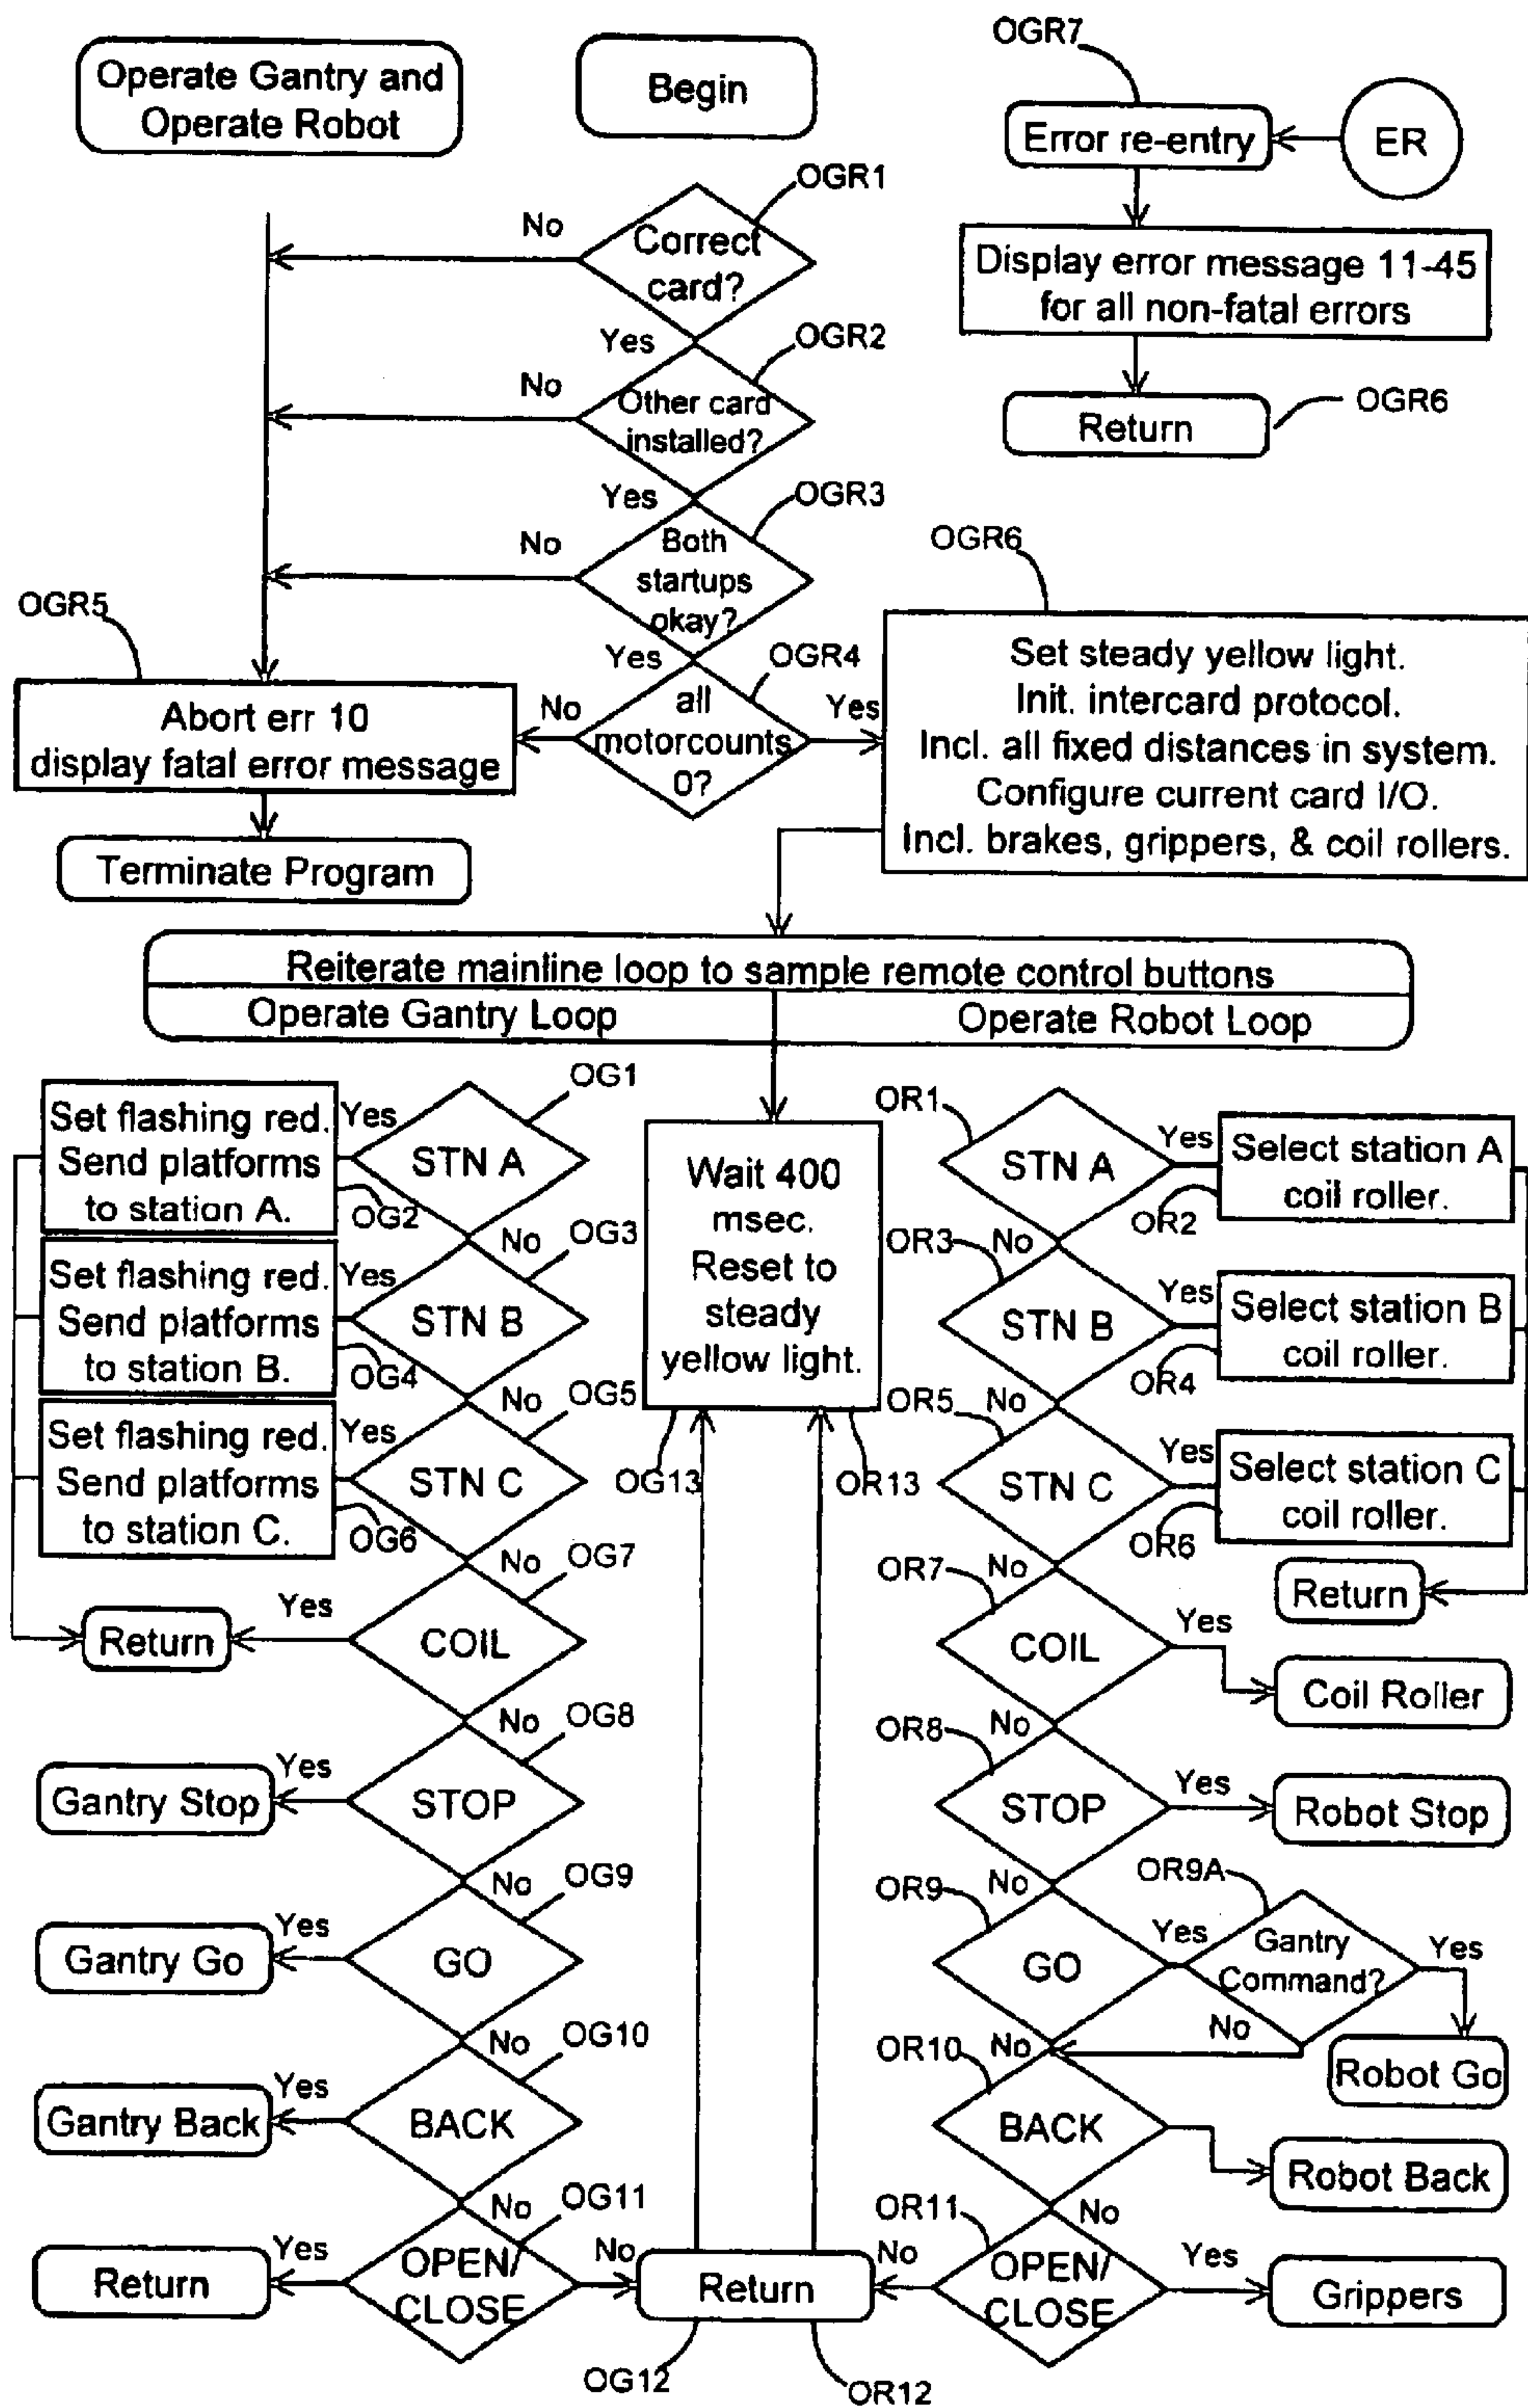 Operate Gantry and
Operate Robot
Begin
OGR7
Error re-entry
ER
Display error message 11-45
for all non-fatal errors
Return
OGR6
OGR1
No
Correct
card?
Yes
OGR2
No
Other card
installed?
Yes
OGR3
No
Both
startups
okay?
OGR5
Yes
OGR4
Abort err 10
display fatal error message
No
all
motorcounts
0?
Yes
Terminate Program
OGR6
Set steady yellow light.
Init. intercard protocol.
Incl. all fixed distances in system.
Configure current card I/O.
Incl. brakes, grippers, & coil rollers.
Reiterate mainline loop to sample remote control buttons
Operate Gantry Loop
Operate Robot Loop
Set flashing red.
Send platforms
to station A.
Yes
STN A
OG1
OG2
No
OG3
Set flashing red.
Send platforms
to station B.
Yes
STN B
OG4
No
OG5
Set flashing red.
Send platforms
to station C.
Yes
STN C
OG6
No
OG7
Return
Yes
COIL
No
OG8
Gantry Stop
Yes
STOP
No
OG9
Gantry Go
Yes
GO
No
OG10
Gantry Back
Yes
BACK
No
OG11
Return
Yes
OPEN/
CLOSE
No
Wait 400
msec.
Reset to
steady
yellow light.
OG13
OR13
Return
OG12
OR12
OR1
STN A
Yes
Select station A
coil roller.
OR2
OR3
No
STN B
Yes
Select station B
coil roller.
OR4
OR5
No
STN C
Yes
Select station C
coil roller.
OR6
Return
OR7
No
COIL
Yes
Coil Roller
OR8
No
STOP
Yes
Robot Stop
OR9
No
GO
Yes
OR9A
Gantry
Command?
Yes
No
Robot Go
OR10
No
BACK
Robot Back
OR11
No
No
OPEN/
CLOSE
Yes
Grippers